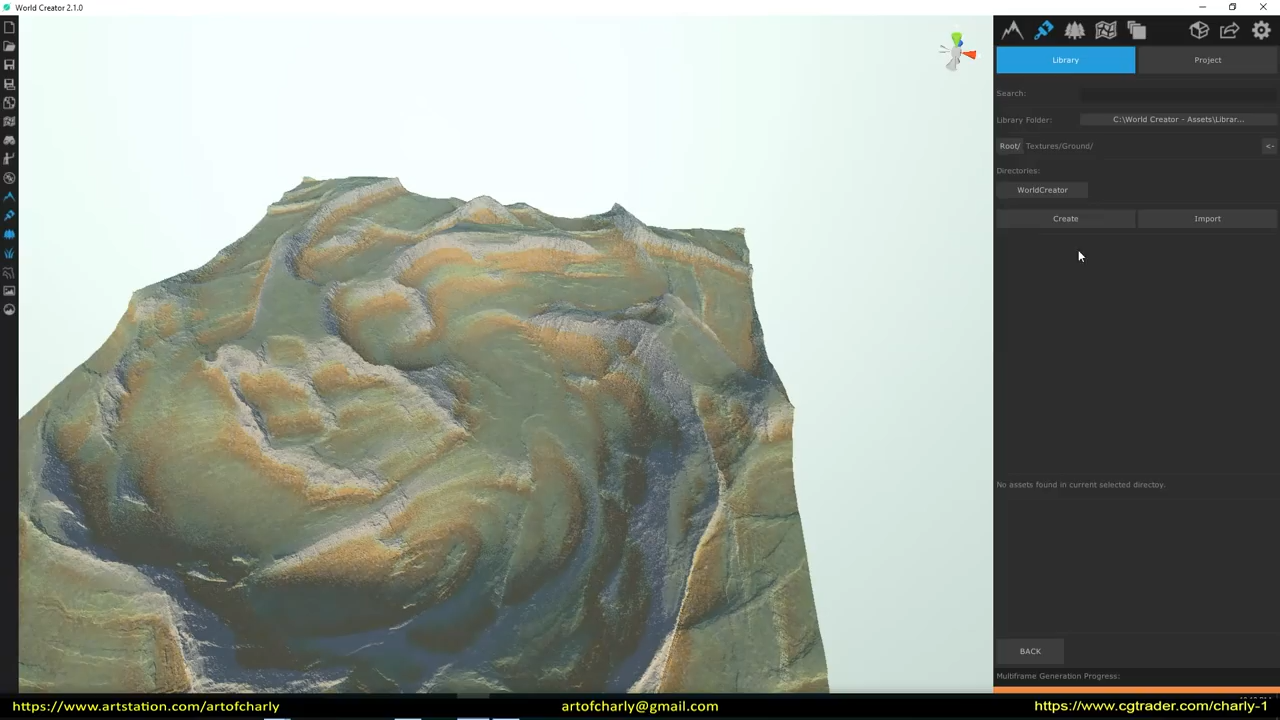 World Creator 2.1.0
Library
Project
Search:
Library Folder:
C:\World Creator - Assets\Librar...
Root/ Textures/Ground/
<-
Directories:
WorldCreator
Create
Import
No assets found in current selected directoy.
BACK
Multiframe Generation Progress:
https://www.artstation.com/artofcharly
artofcharly@gmail.com
https://www.cgtrader.com/charly-1